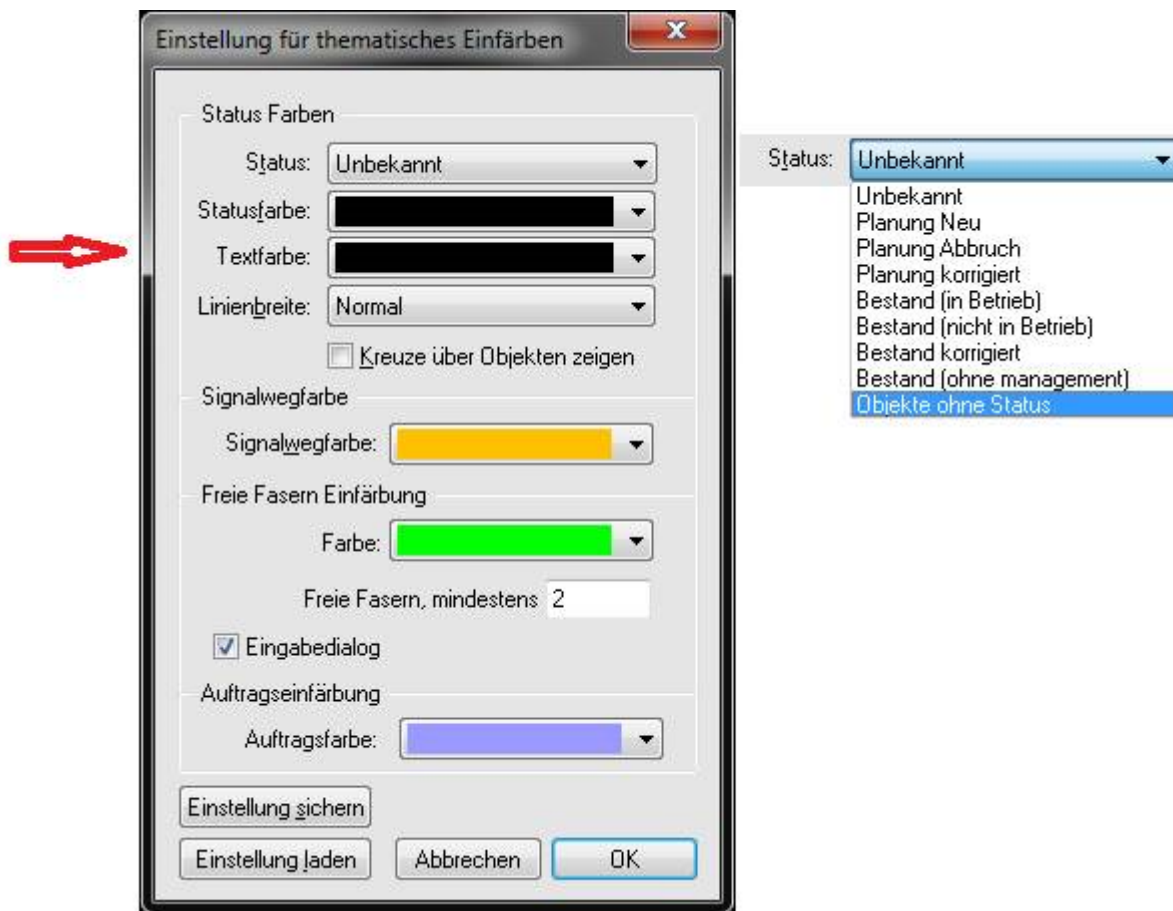 Einstellung für thematisches Einfärben
Status Farben
Status: Unbekannt
Statusfarbe:
Textfarbe:
Linienbreite: Normal
Kreuze über Objekten zeigen
Signalwegfarbe
Signalwegfarbe:
Freie Fasern Einfärbung
Farbe:
Freie Fasern, mindestens 2
Eingabedialog
Auftragseinfärbung
Auftragsfarbe:
Einstellung sichern
Einstellung laden Abbrechen OK
Status: Unbekannt
Unbekannt
Planung Neu
Planung Abbruch
Planung korrigiert
Bestand (in Betrieb)
Bestand (nicht in Betrieb)
Bestand korrigiert
Bestand (ohne management)
Objekte ohne Status